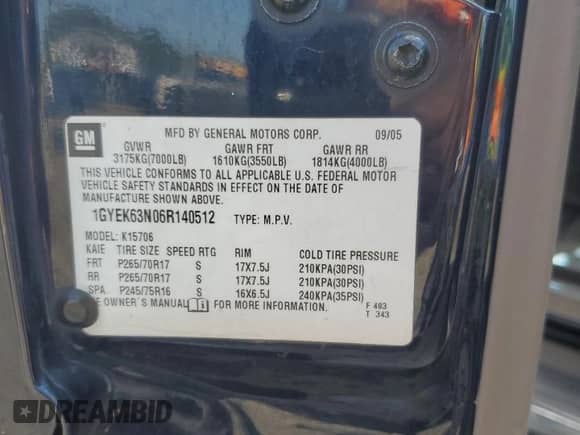 GM MFD BY GENERAL MOTORS CORP. 09/05
GVWR GAWR FRT GAWR RR
3175KG(7000LB) 1610KG(3550LB) 1814KG(4000LB)
THIS VEHICLE CONFORMS TO ALL APPLICABLE U.S. FEDERAL MOTOR
VEHICLE SAFETY STANDARDS IN EFFECT ON THE DATE OF
MANUFACTURE SHOWN ABOVE.
1GYEK63N06R140512 TYPE: M.P.V.
MODEL: K15706
KAIE TIRE SIZE SPEED RTG RIM COLD TIRE PRESSURE
FRT P265/70R17 S 17X7.5J 210KPA(30PSI)
RR P265/70R17 S 17X7.5J 210KPA(30PSI)
SPA P245/75R16 S 16X6.5J 240KPA(35PSI)
OWNER'S MANUAL FOR MORE INFORMATION. F 493
T 343
DREAMBID